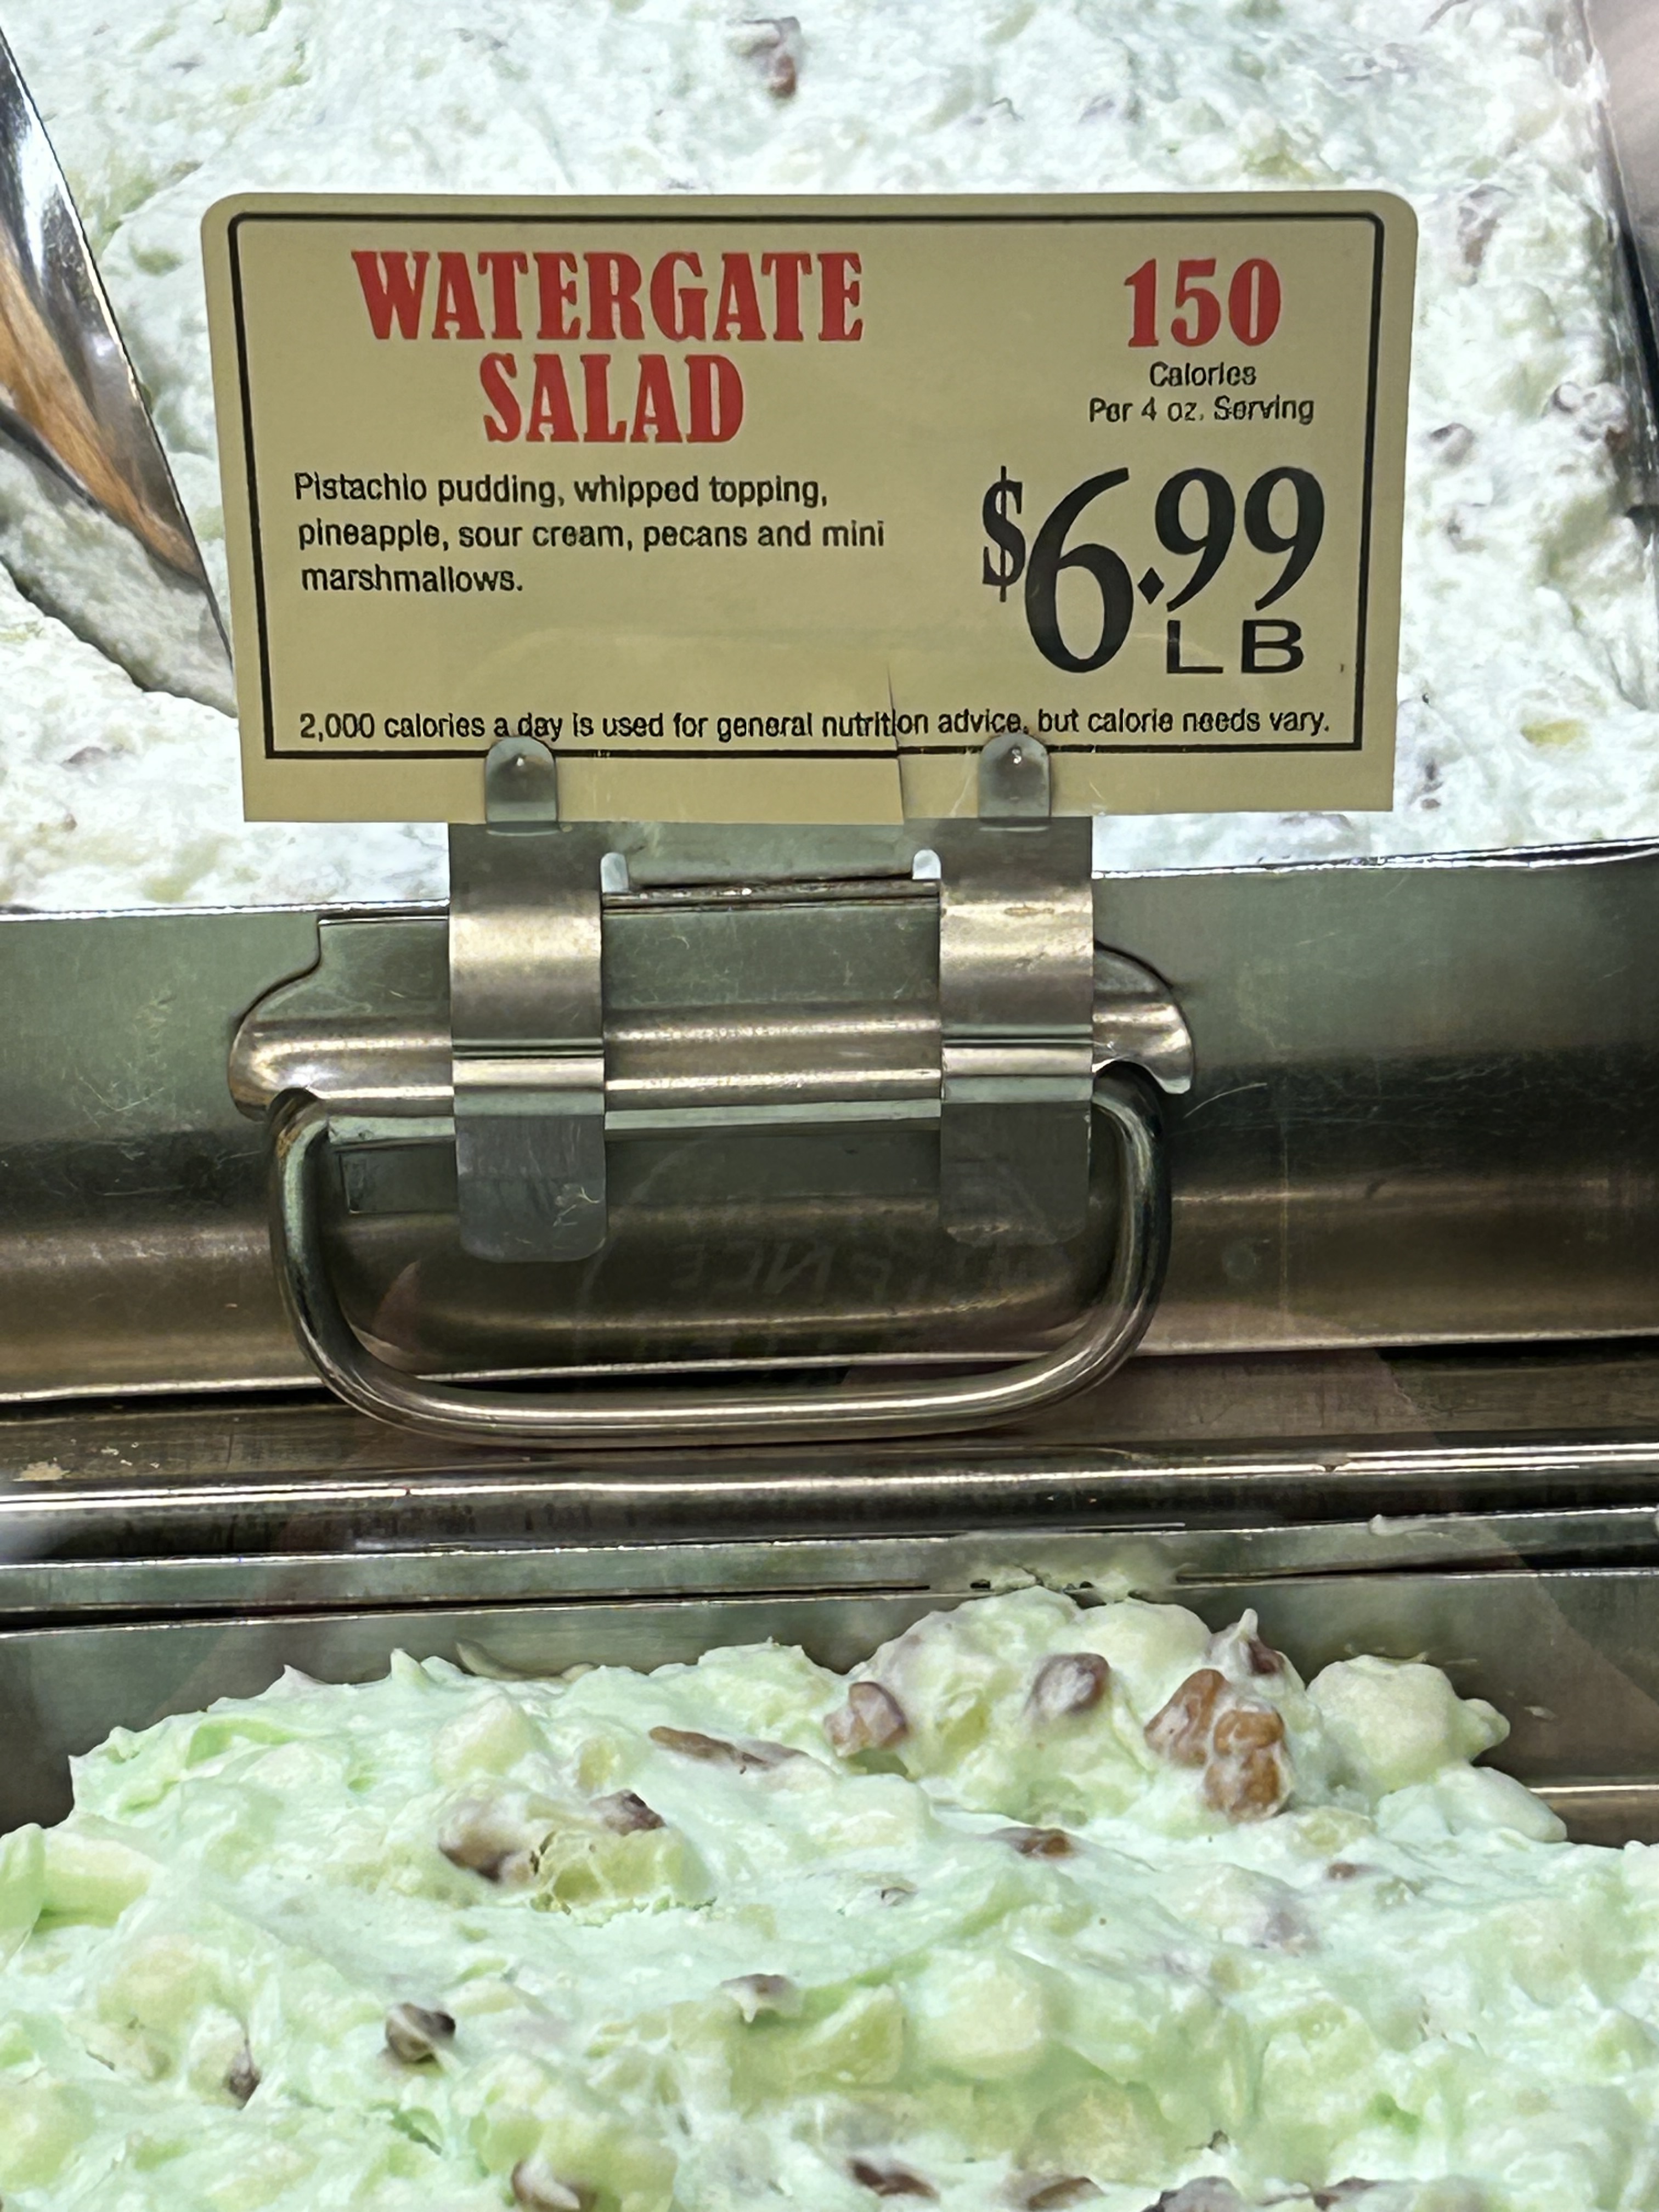 WATERGATE
SALAD
150
Calories
Per 4 oz. Serving
Pistachio pudding, whipped topping,
pineapple, sour cream, pecans and mini
marshmallows.
$6.99
LB
2,000 calories a day is used for general nutrition advice, but calorie needs vary.